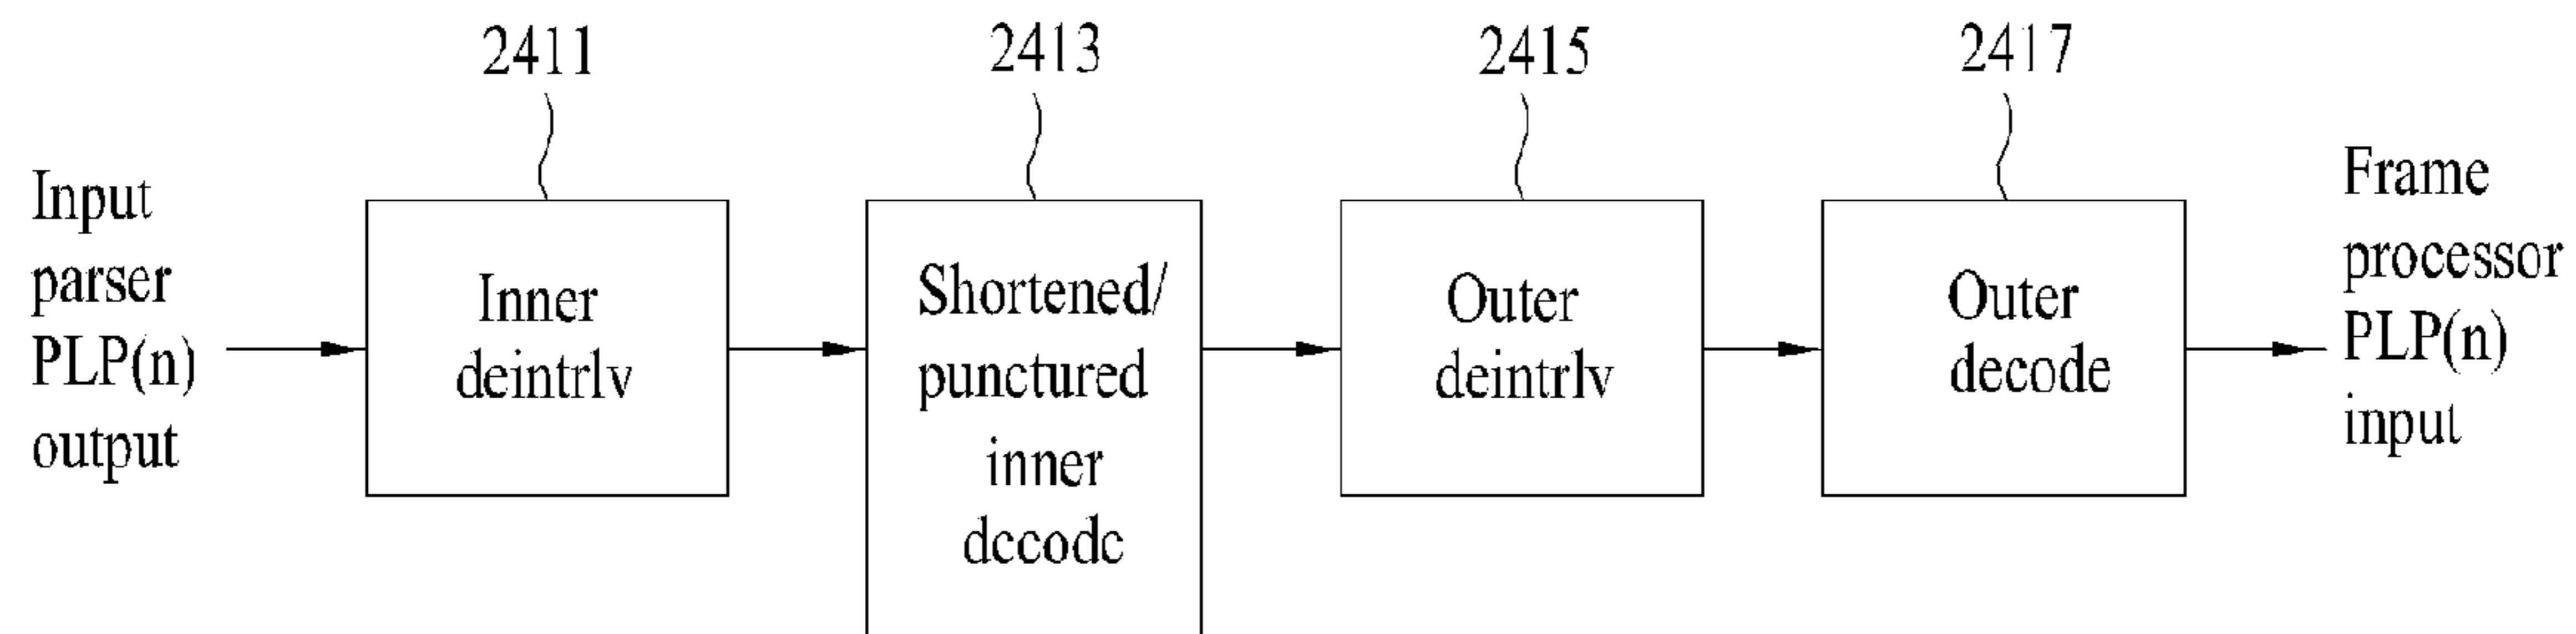 2411
2413
2415
2417
Input
parser
PLP(n)
output
Inner
deintrlv
Shortened/
punctured
inner
decode
Outer
deintrlv
Outer
decode
Frame
processor
PLP(n)
input